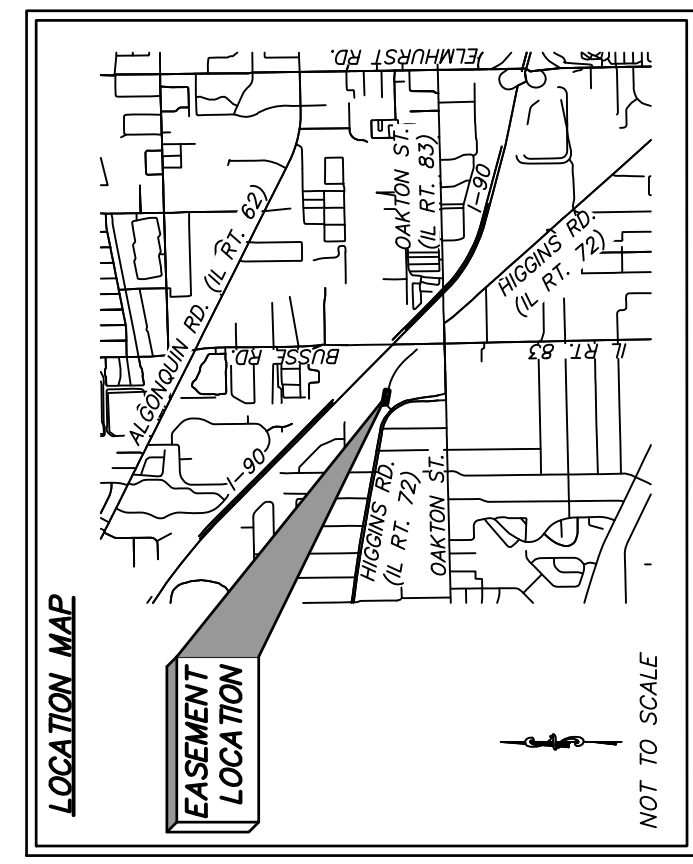 LOCATION MAP
EASEMENT
LOCATION
NOT TO SCALE
ALGONQUIN RD. (IL RT. 62)
I-90
BUSSE RD.
ELMHURST RD.
OAKTON ST.
(IL RT. 83)
I-90
HIGGINS RD.
(IL RT. 72)
IL RT. 83
HIGGINS RD.
(IL RT. 72)
OAKTON ST.